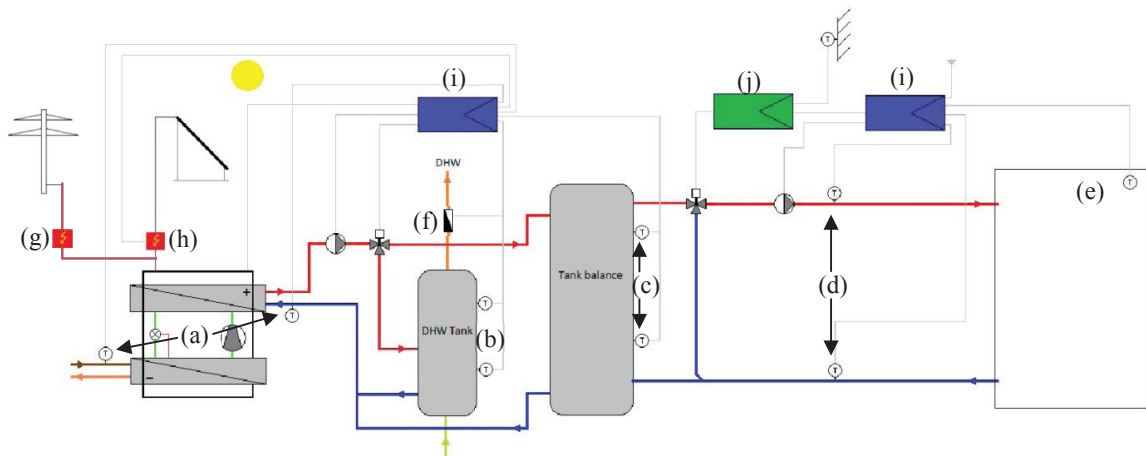 (i)
(j)
(i)
T
T
(e)
DHW
(f)
(g)
(h)
T
T
+
Tank balance
T
(c)
(d)
(a)
T
DHW Tank
(b)
T
T
T
T
T
−